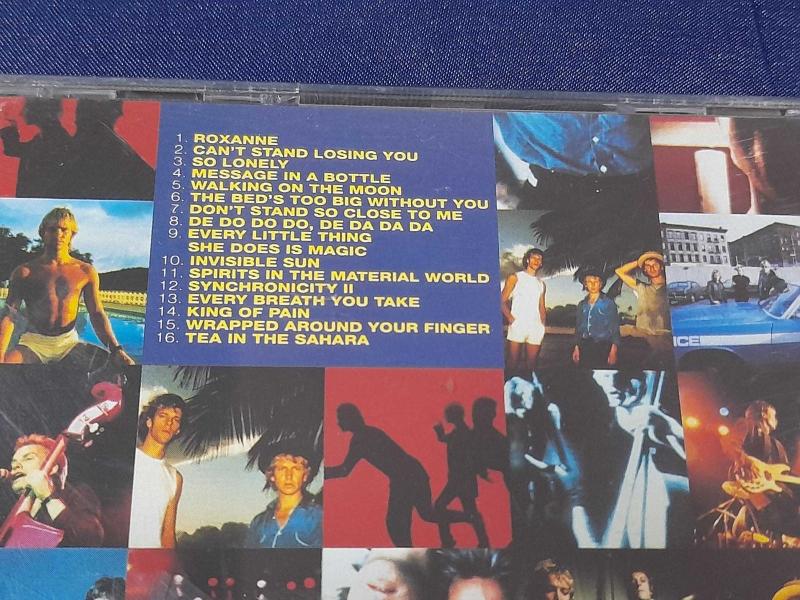 1. ROXANNE
2. CAN'T STAND LOSING YOU
3. SO LONELY
4. MESSAGE IN A BOTTLE
5. WALKING ON THE MOON
6. THE BED'S TOO BIG WITHOUT YOU
7. DON'T STAND SO CLOSE TO ME
8. DE DO DO DO, DE DA DA DA
9. EVERY LITTLE THING
SHE DOES IS MAGIC
10. INVISIBLE SUN
11. SPIRITS IN THE MATERIAL WORLD
12. SYNCHRONICITY II
13. EVERY BREATH YOU TAKE
14. KING OF PAIN
15. WRAPPED AROUND YOUR FINGER
16. TEA IN THE SAHARA
ICE